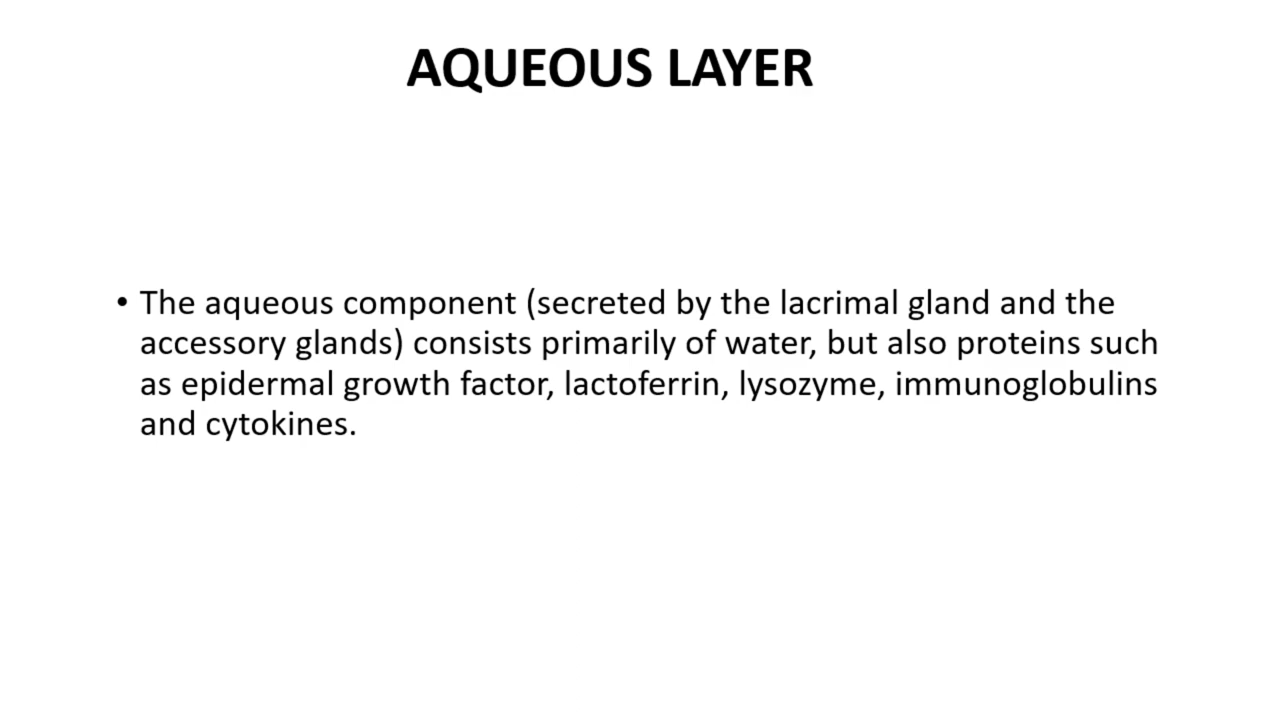 AQUEOUS LAYER
• The aqueous component (secreted by the lacrimal gland and the
accessory glands) consists primarily of water, but also proteins such
as epidermal growth factor, lactoferrin, lysozyme, immunoglobulins
and cytokines.